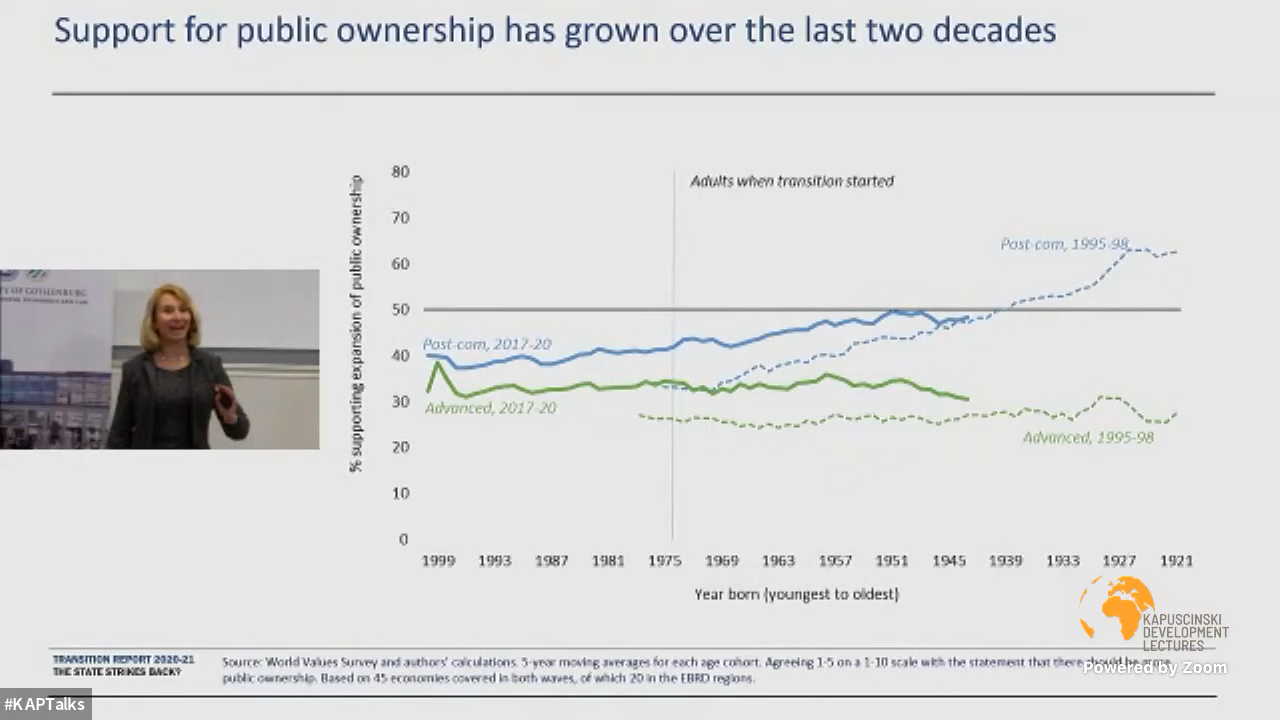 Support for public ownership has grown over the last two decades
% supporting expansion of public ownership
80
70
60
50
40
30
20
10
0
Adults when transition started
Post-com, 1995-98
Post-com, 2017-20
Advanced, 2017-20
Advanced, 1995-98
1999 1993 1987 1981 1975 1969 1963 1957 1951 1945 1939 1933 1927 1921
Year born (youngest to oldest)
TY OF GOTHENBURG
KAPUSCINSKI
DEVELOPMENT
LECTURES
Powered by Zoom
TRANSITION REPORT 2020-21
THE STATE STRIKES BACK?
Source: World Values Survey and authors' calculations. 5-year moving averages for each age cohort. Agreeing 1-5 on a 1-10 scale with the statement that there
public ownership. Based on 45 economies covered in both waves, of which 20 in the EBRD regions.
#KAPTalks